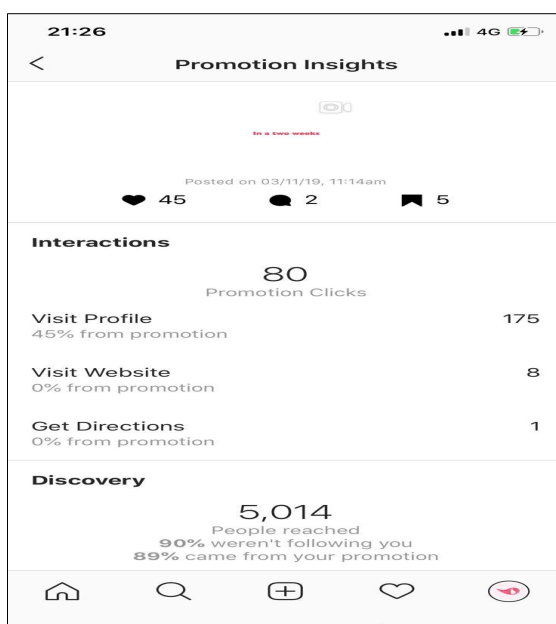 21:26
4G
Promotion Insights
In a two weeks
Posted on 03/11/19, 11:14am
45 2 5
Interactions
80
Promotion Clicks
Visit Profile 175
45% from promotion
Visit Website 8
0% from promotion
Get Directions 1
0% from promotion
Discovery
5,014
People reached
90% weren't following you
89% came from your promotion